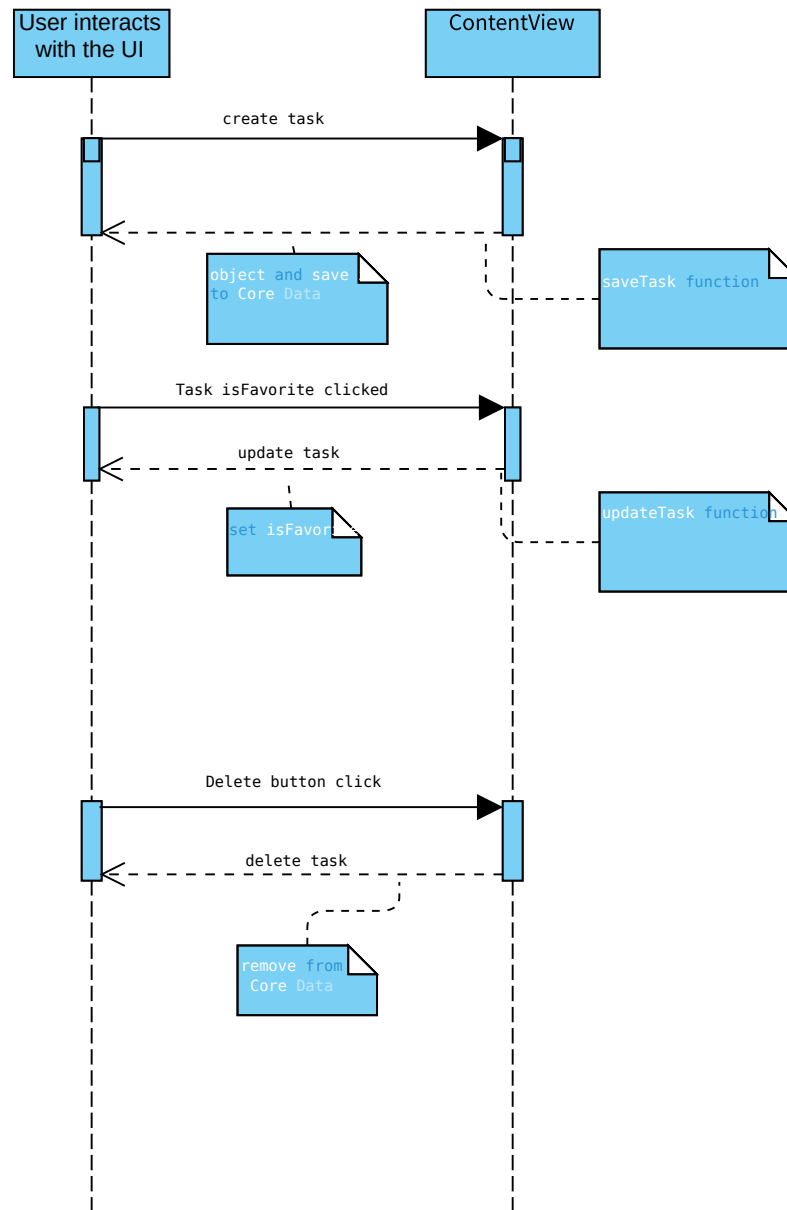 User interacts
with the UI
ContentView
create task
object and save
to Core Data
saveTask function
Task isFavorite clicked
update task
set
updateTask function
Delete button click
delete task
remove from
Core Data